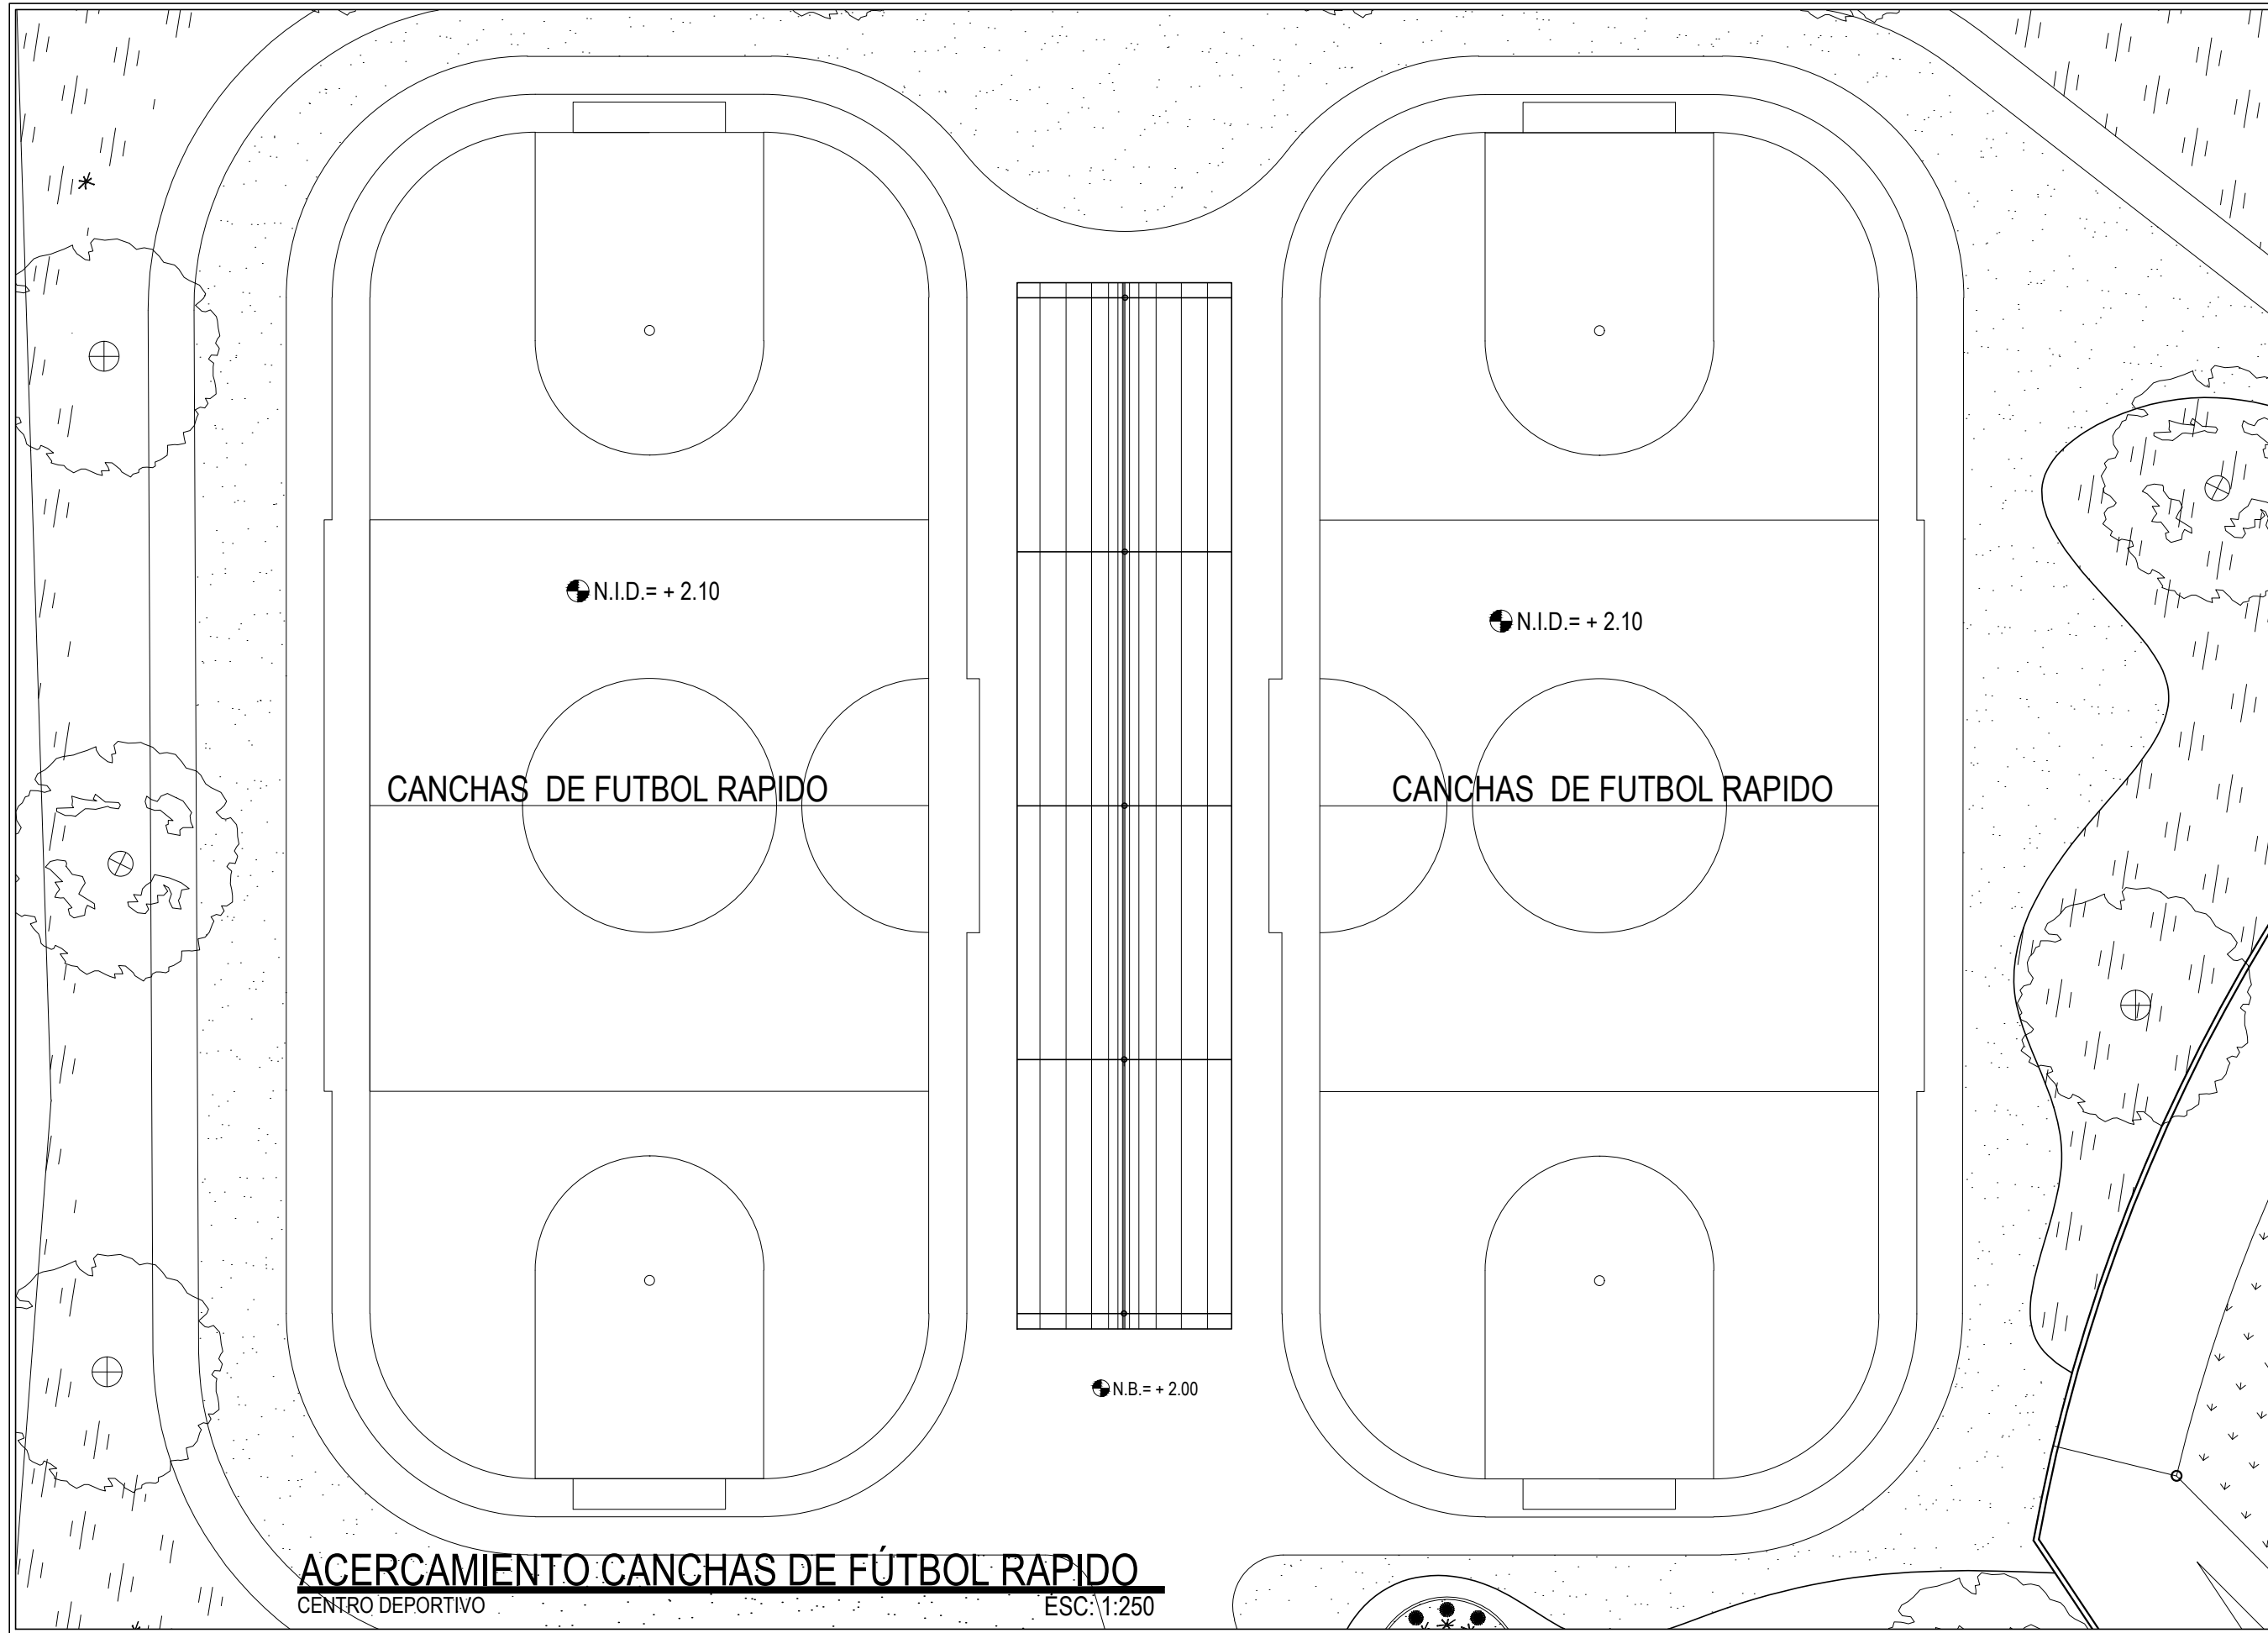 N.I.D.= + 2.10
N.I.D.= + 2.10
CANCHAS  DE FUTBOL RAPIDO
CANCHAS  DE FUTBOL RAPIDO
N.B.= + 2.00
ACERCAMIENTO CANCHAS DE FÚTBOL RAPIDO
CENTRO DEPORTIVO
ESC: 1:250